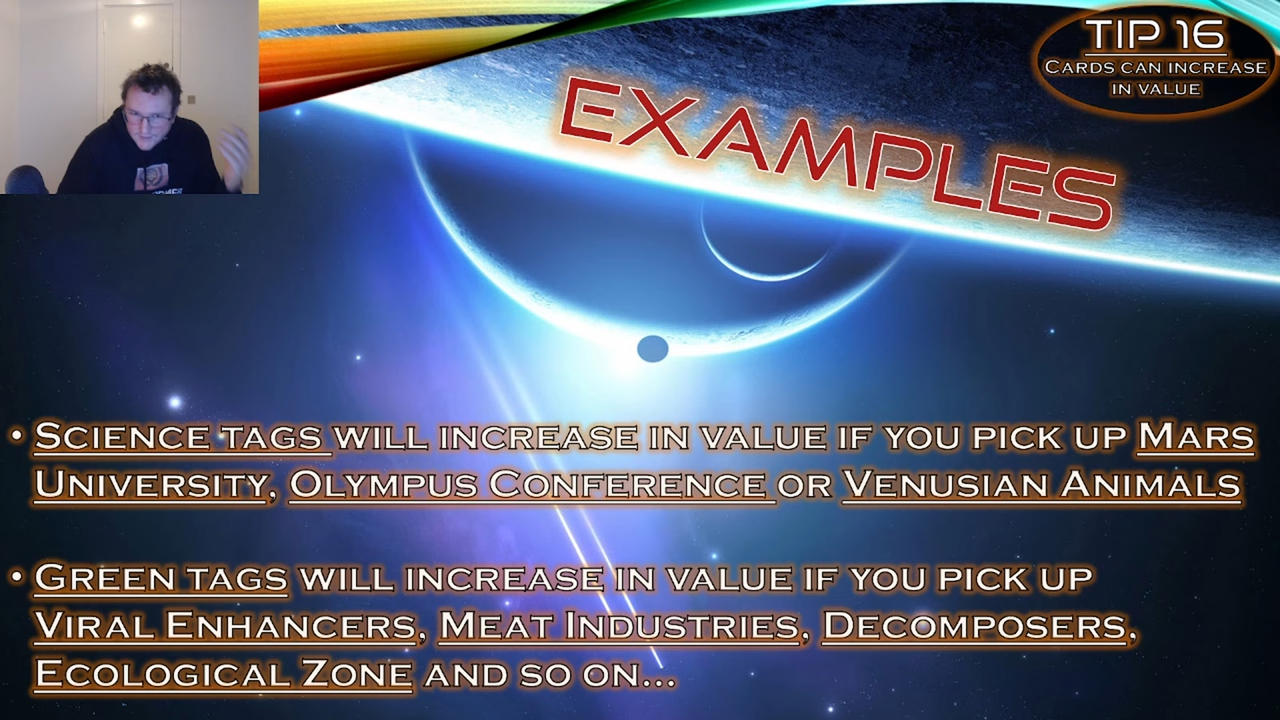 TIP 16
CARDS CAN INCREASE
IN VALUE
EXAMPLES
• SCIENCE TAGS WILL INCREASE IN VALUE IF YOU PICK UP MARS
UNIVERSITY, OLYMPUS CONFERENCE OR VENUSIAN ANIMALS
• GREEN TAGS WILL INCREASE IN VALUE IF YOU PICK UP
VIRAL ENHANCERS, MEAT INDUSTRIES, DECOMPOSERS,
ECOLOGICAL ZONE AND SO ON...